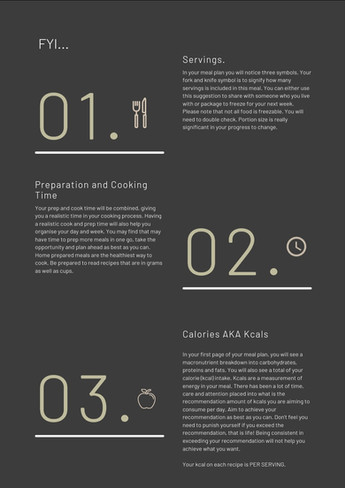 FYI...
Servings.
In your meal plan you will notice three symbols. Your
fork and knife symbol is to signify how many
servings is included in this meal. You can either use
this suggestion to share with someone who you live
with or package to freeze for your next week.
Please note that not all food is freezable. You will
need to double check. Portion size is really
significant in your progress to change.
01.
Preparation and Cooking
Time
Your prep and cook time will be combined, giving
you a realistic time in your cooking process. Having
a realistic cook and prep time will also help you
organise your day and week. You may find that may
have time to prep more meals in one go, take the
opportunity to plan ahead as best as you can.
Home prepared meals are the healthiest way to
cook. Be prepared to read recipes that are in grams
as well as cups.
02.
Calories AKA Kcals
In your first page of your meal plan, you will see a
macronutrient breakdown into carbohydrates,
proteins and fats. You will also see a total of your
calorie (kcal) intake. Kcals are a measurement of
energy in your meal. There has been a lot of time,
care and attention placed into what is the
recommendation amount of kcals you are aiming to
consume per day. Aim to achieve your
recommendation as best as you can. Don't feel you
need to punish yourself if you exceed the
recommendation, that is life! Being consistent in
exceeding your recommendation will not help you
achieve what you want.
Your kcal on each recipe is PER SERVING.
03.